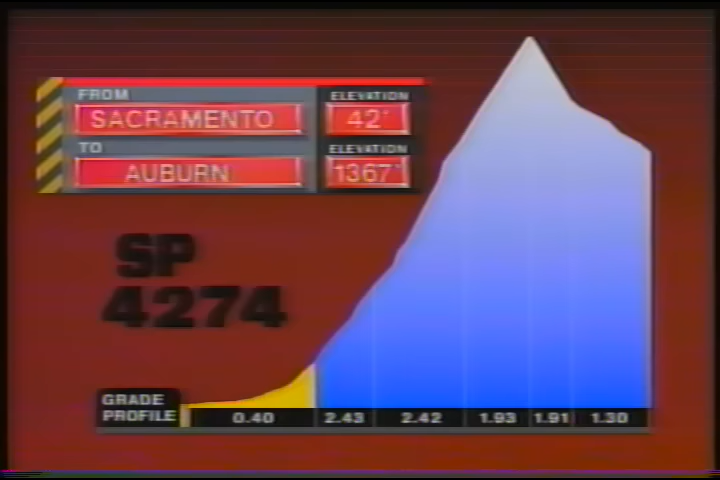 FROM
SACRAMENTO
ELEVATION
42'
TO
AUBURN
ELEVATION
1367'
SP
4274
GRADE
PROFILE
0.40 2.43 2.42 1.93 1.91 1.30